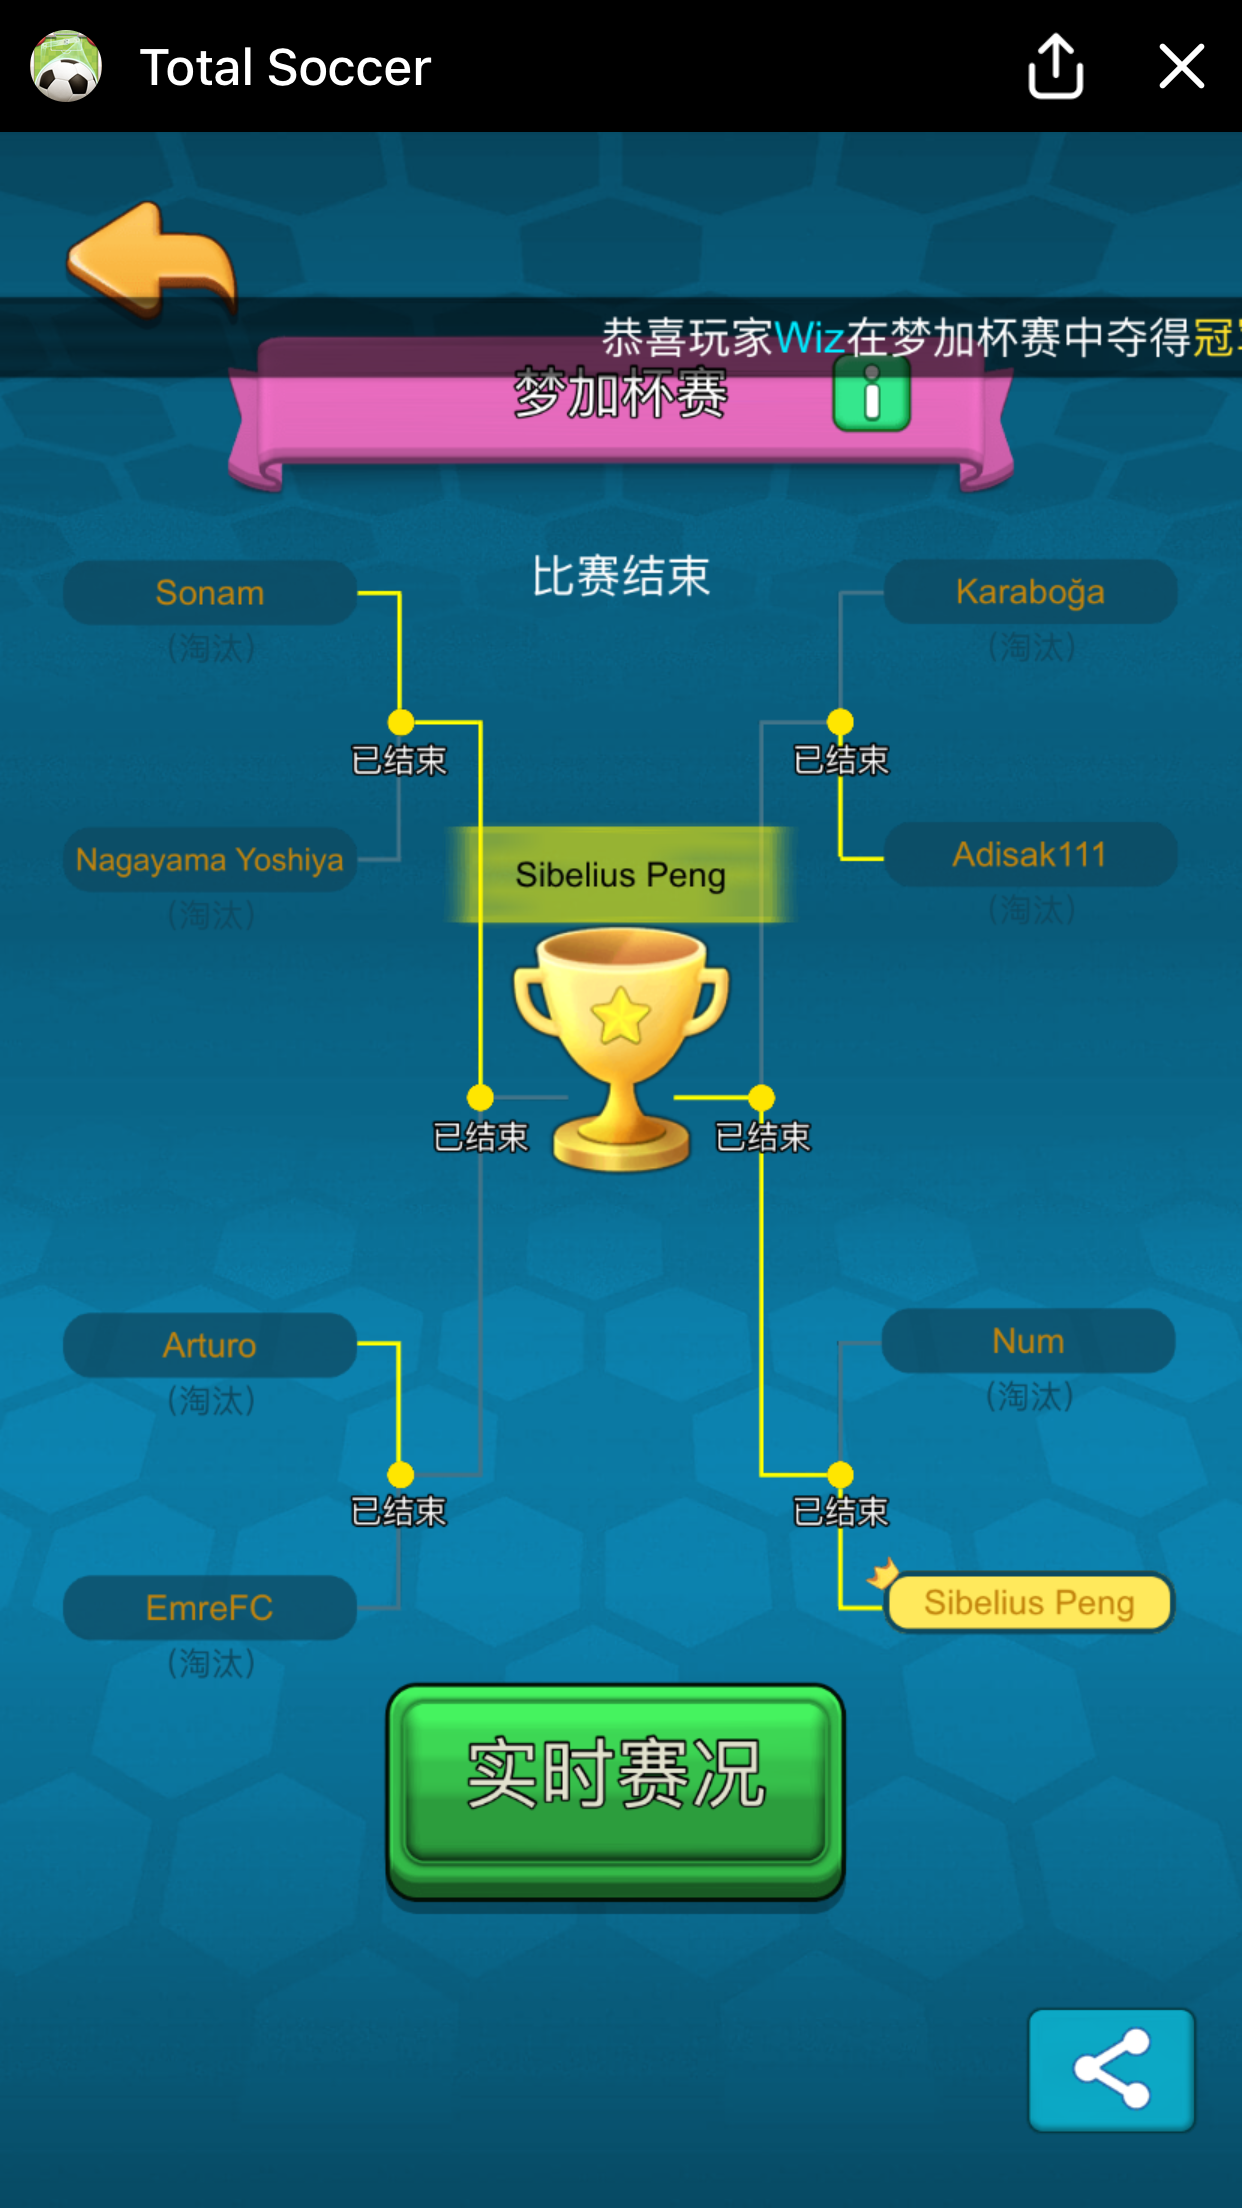 Total Soccer
恭喜玩家Wiz在梦加杯赛中夺得冠
梦加杯赛
比赛结束
Sonam
(淘汰)
Karaboğa
(淘汰)
已结束
已结束
Nagayama Yoshiya
(淘汰)
Sibelius Peng
Adisak111
(淘汰)
已结束
已结束
Arturo
(淘汰)
Num
(淘汰)
已结束
已结束
EmreFC
(淘汰)
Sibelius Peng
实时赛况